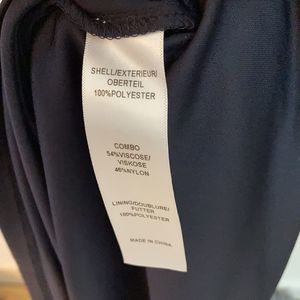 SHELL/EXTERIEUR/
OBERTEIL
100%POLYESTER
COMBO
54%VISCOSE/
VISKOSE
46%NYLON
LINING/DOUBLURE/
FUTTER
100%POLYESTER
MADE IN CHINA